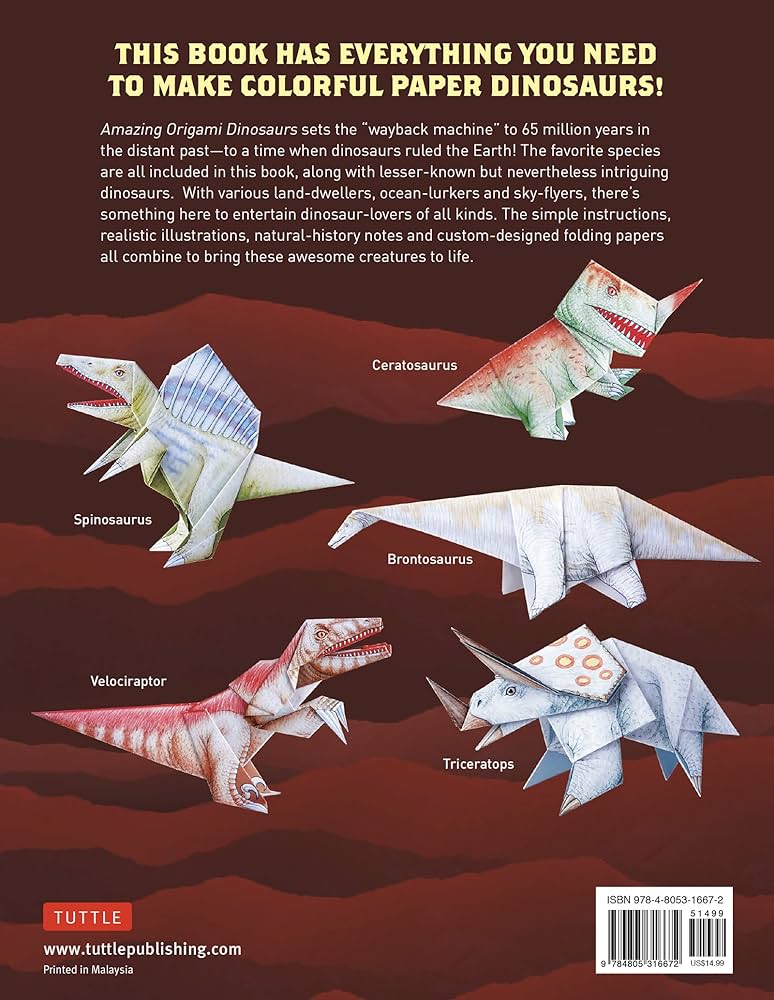 THIS BOOK HAS EVERYTHING YOU NEED
TO MAKE COLORFUL PAPER DINOSAURS!
Amazing Origami Dinosaurs sets the “wayback machine” to 65 million years in
the distant past—to a time when dinosaurs ruled the Earth! The favorite species
are all included in this book, along with lesser-known but nevertheless intriguing
dinosaurs. With various land-dwellers, ocean-lurkers and sky-flyers, there’s
something here to entertain dinosaur-lovers of all kinds. The simple instructions,
realistic illustrations, natural-history notes and custom-designed folding papers
all combine to bring these awesome creatures to life.
Ceratosaurus
Spinosaurus
Brontosaurus
Velociraptor
Triceratops
TUTTLE
www.tuttlepublishing.com
Printed in Malaysia
ISBN 978-4-8053-1667-2
51499
9 784805 316672
US$14.99